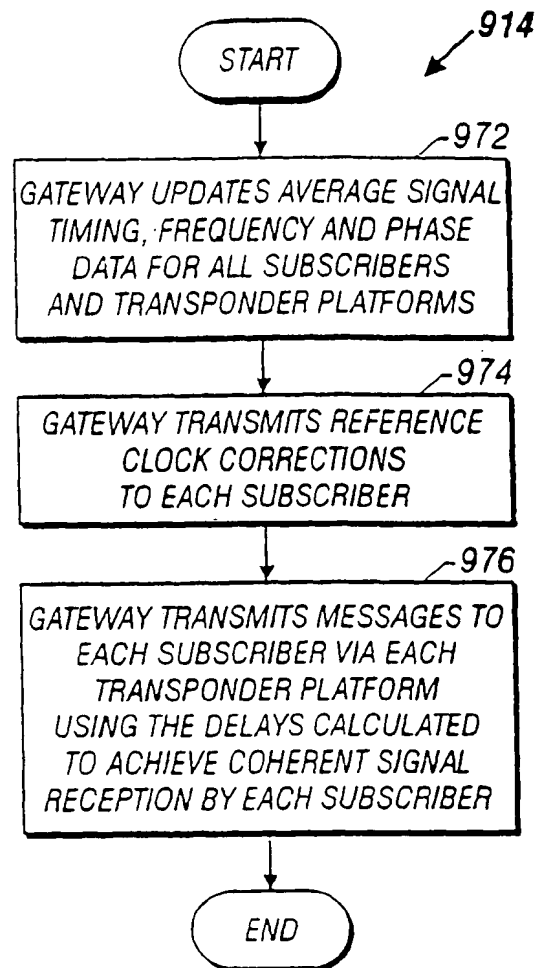 914
START
972
GATEWAY UPDATES AVERAGE SIGNAL
TIMING, FREQUENCY AND PHASE
DATA FOR ALL SUBSCRIBERS
AND TRANSPONDER PLATFORMS
974
GATEWAY TRANSMITS REFERENCE
CLOCK CORRECTIONS
TO EACH SUBSCRIBER
976
GATEWAY TRANSMITS MESSAGES TO
EACH SUBSCRIBER VIA EACH
TRANSPONDER PLATFORM
USING THE DELAYS CALCULATED
TO ACHIEVE COHERENT SIGNAL
RECEPTION BY EACH SUBSCRIBER
END